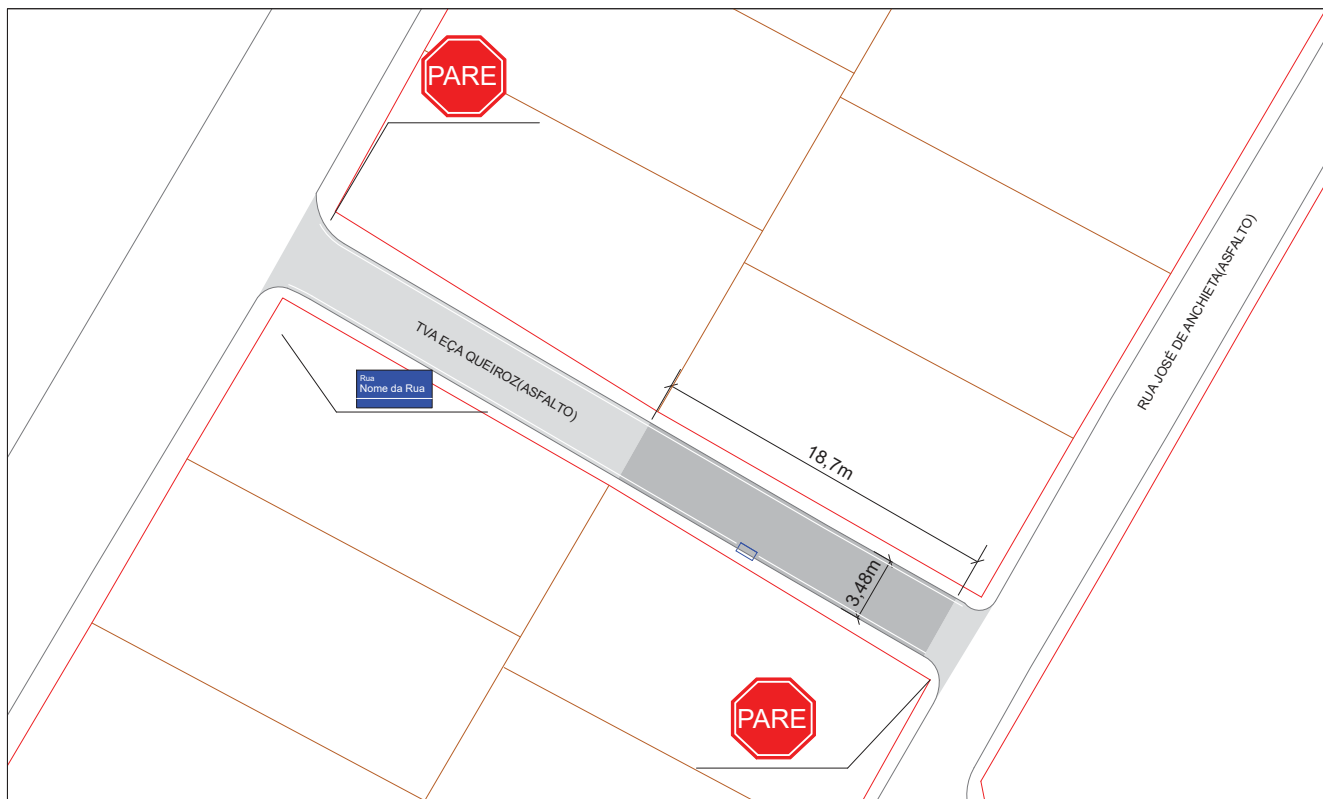 PARE
RUA JOSÉ DE ANCHIETA(ASFALTO)
TVA EÇA QUEIROZ(ASFALTO)
Rua
Nome da Rua
18,7m
3,48m
PARE